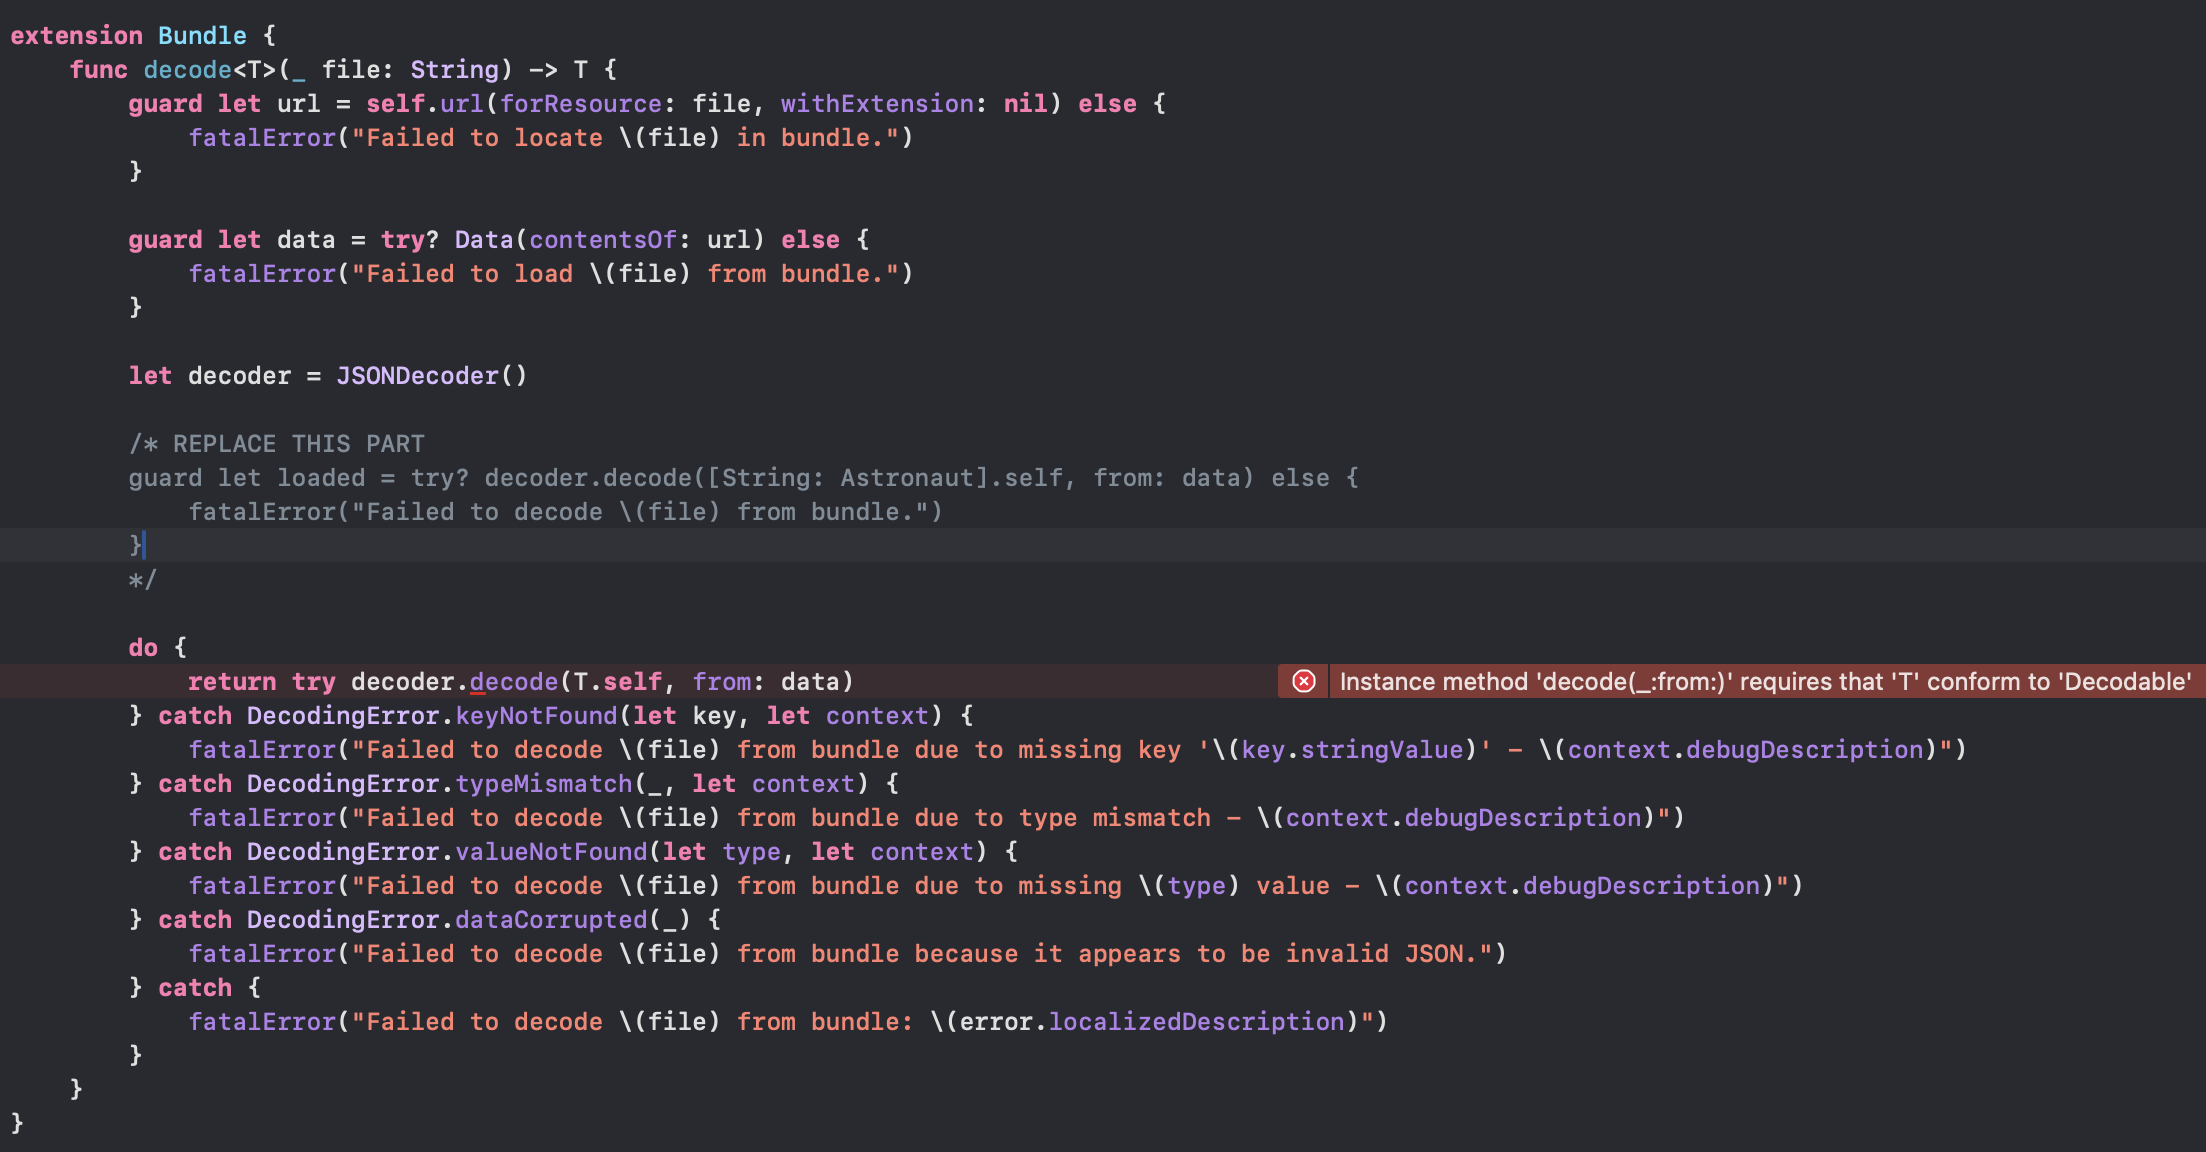 extension Bundle {
    func decode<T>(_ file: String) -> T {
        guard let url = self.url(forResource: file, withExtension: nil) else {
            fatalError("Failed to locate \(file) in bundle.")
        }

        guard let data = try? Data(contentsOf: url) else {
            fatalError("Failed to load \(file) from bundle.")
        }

        let decoder = JSONDecoder()

        /* REPLACE THIS PART
        guard let loaded = try? decoder.decode([String: Astronaut].self, from: data) else {
            fatalError("Failed to decode \(file) from bundle.")
        }
        */

        do {
            return try decoder.decode(T.self, from: data) Instance method 'decode(_:from:)' requires that 'T' conform to 'Decodable'
        } catch DecodingError.keyNotFound(let key, let context) {
            fatalError("Failed to decode \(file) from bundle due to missing key '\(key.stringValue)' – \(context.debugDescription)")
        } catch DecodingError.typeMismatch(_, let context) {
            fatalError("Failed to decode \(file) from bundle due to type mismatch – \(context.debugDescription)")
        } catch DecodingError.valueNotFound(let type, let context) {
            fatalError("Failed to decode \(file) from bundle due to missing \(type) value – \(context.debugDescription)")
        } catch DecodingError.dataCorrupted(_) {
            fatalError("Failed to decode \(file) from bundle because it appears to be invalid JSON.")
        } catch {
            fatalError("Failed to decode \(file) from bundle: \(error.localizedDescription)")
        }
    }
}